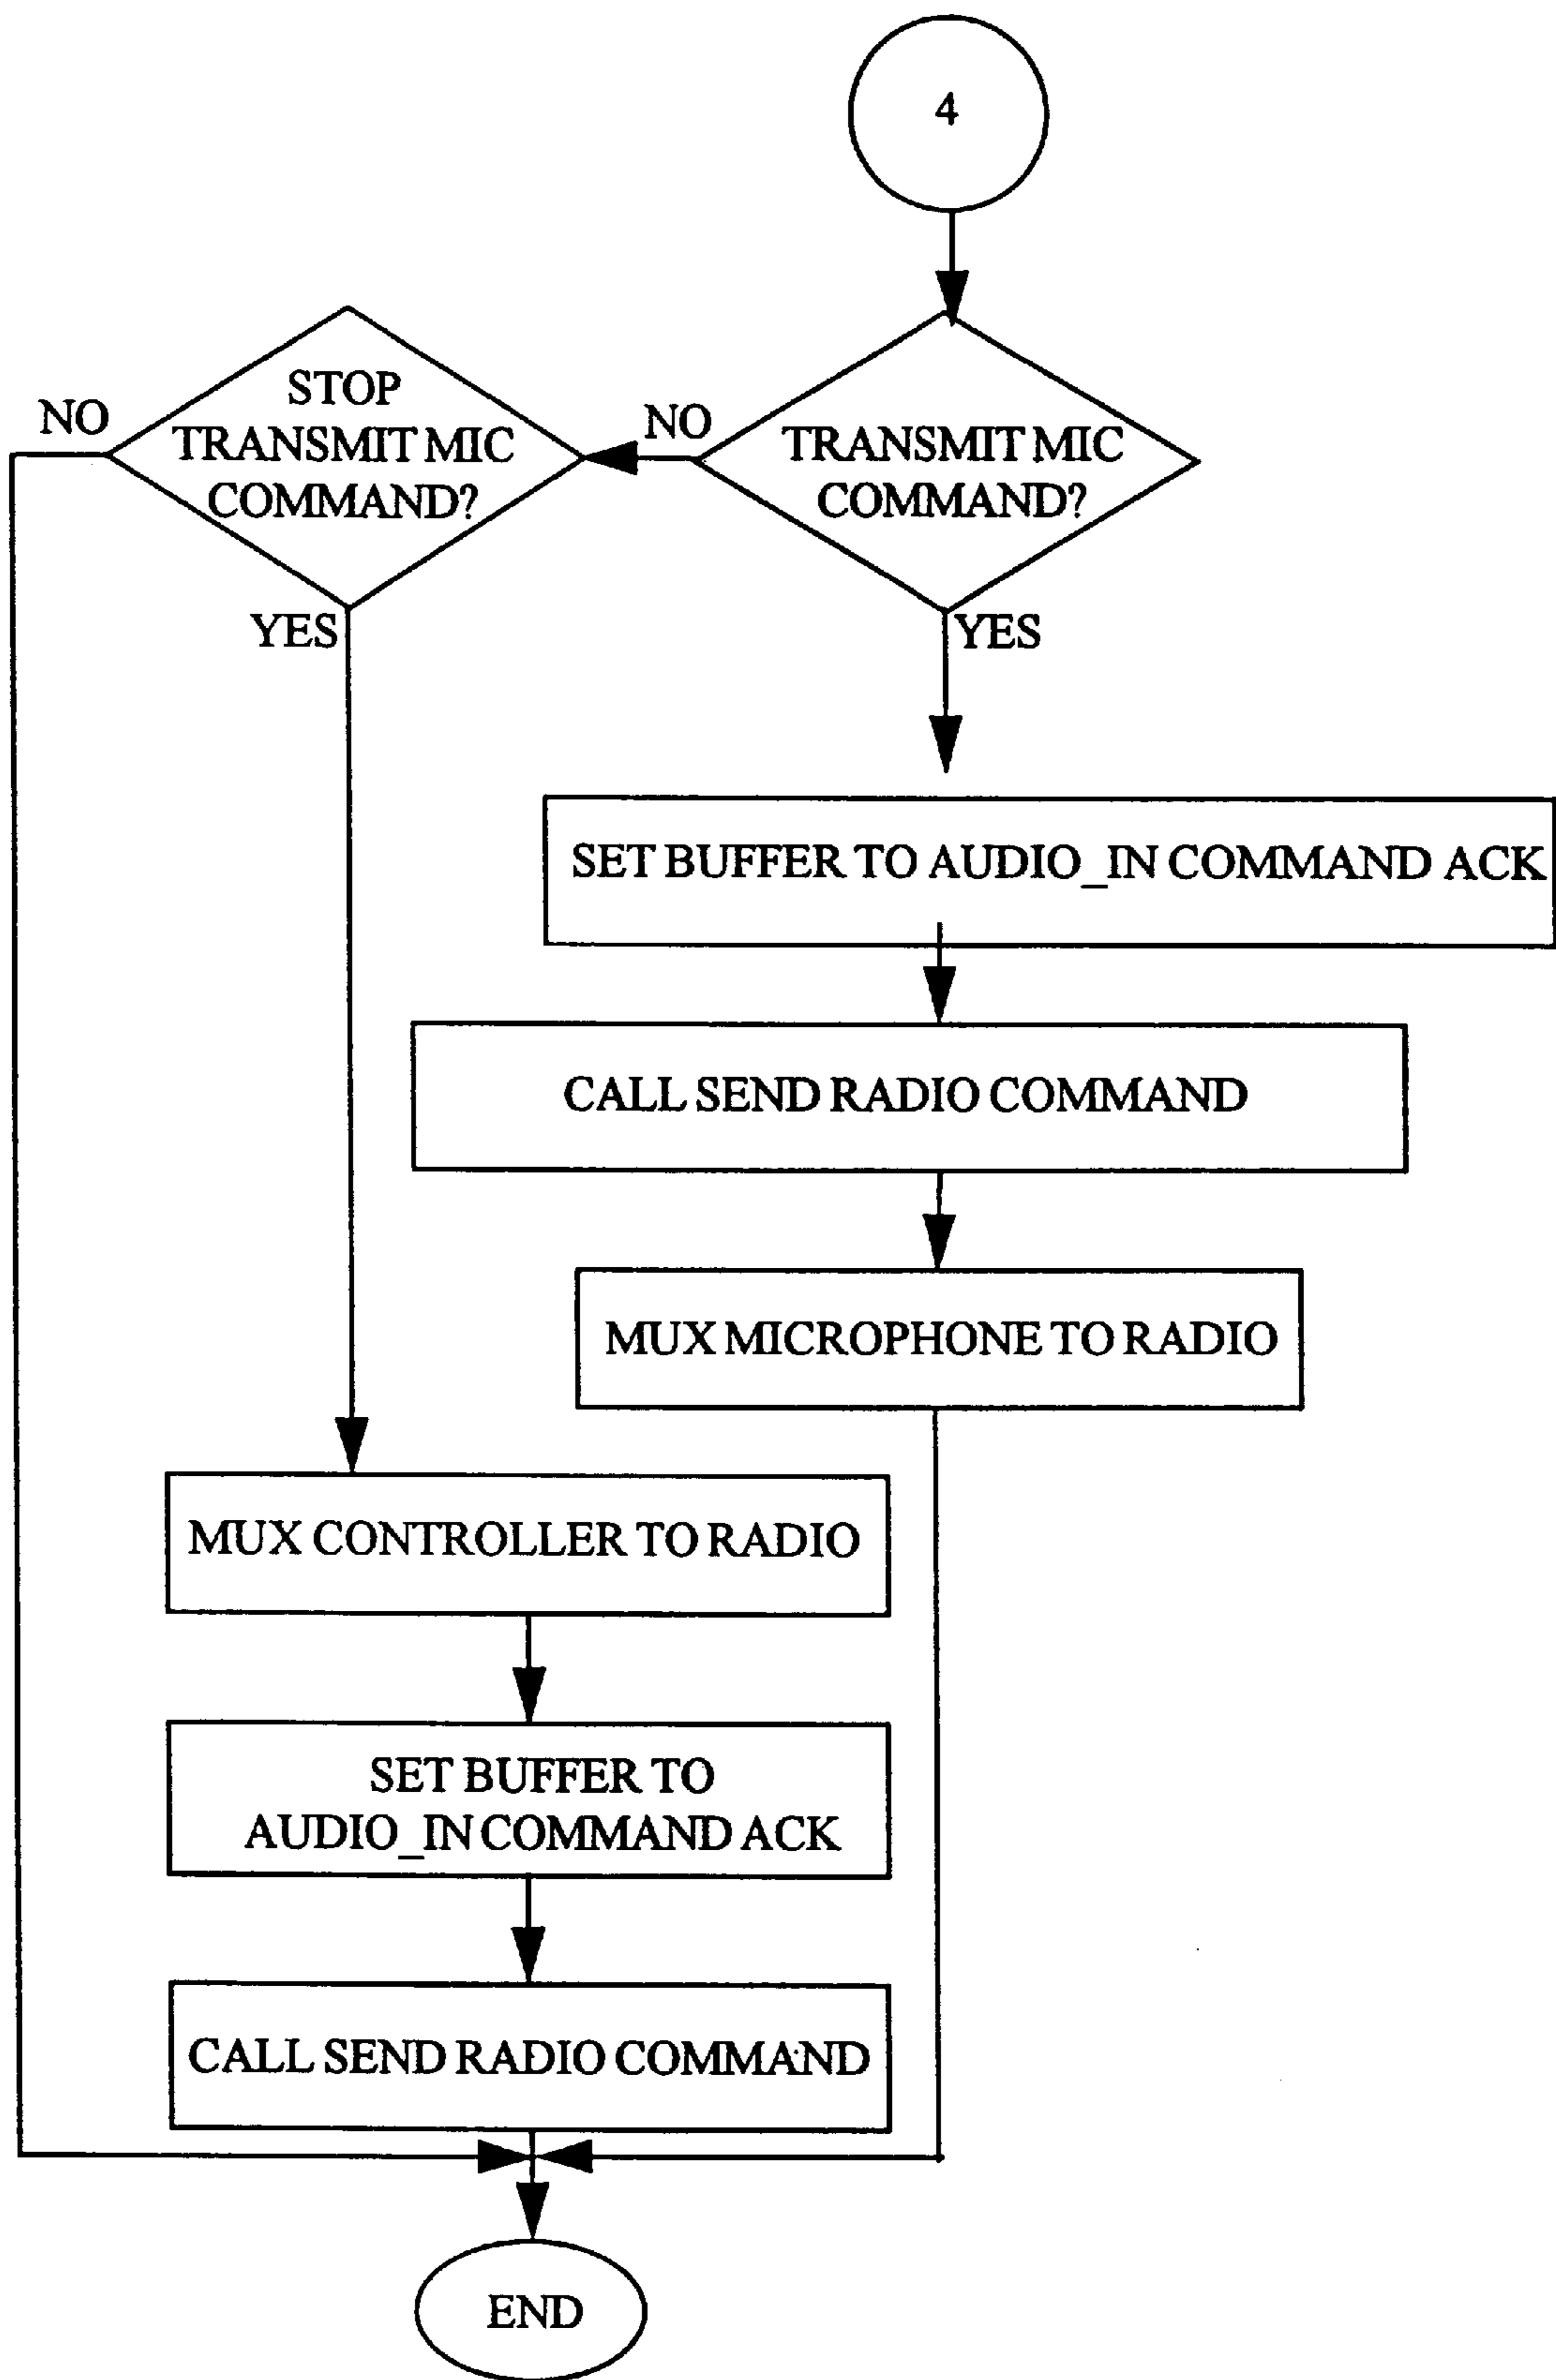 4
STOP
TRANSMIT MIC
COMMAND?
NO
NO
TRANSMIT MIC
COMMAND?
YES
YES
SET BUFFER TO AUDIO_IN COMMAND ACK
CALL SEND RADIO COMMAND
MUX MICROPHONE TO RADIO
MUX CONTROLLER TO RADIO
SET BUFFER TO
AUDIO_IN COMMAND ACK
CALL SEND RADIO COMMAND
END